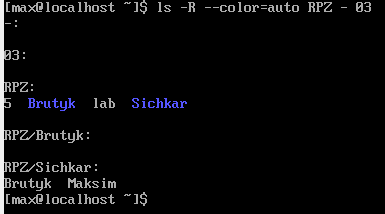 [max@localhost ~]$ ls -R --color=auto RPZ - 03
-:
03:
RPZ:
5  Brutyk  lab  Sichkar
RPZ/Brutyk:
RPZ/Sichkar:
Brutyk  Maksim
[max@localhost ~]$